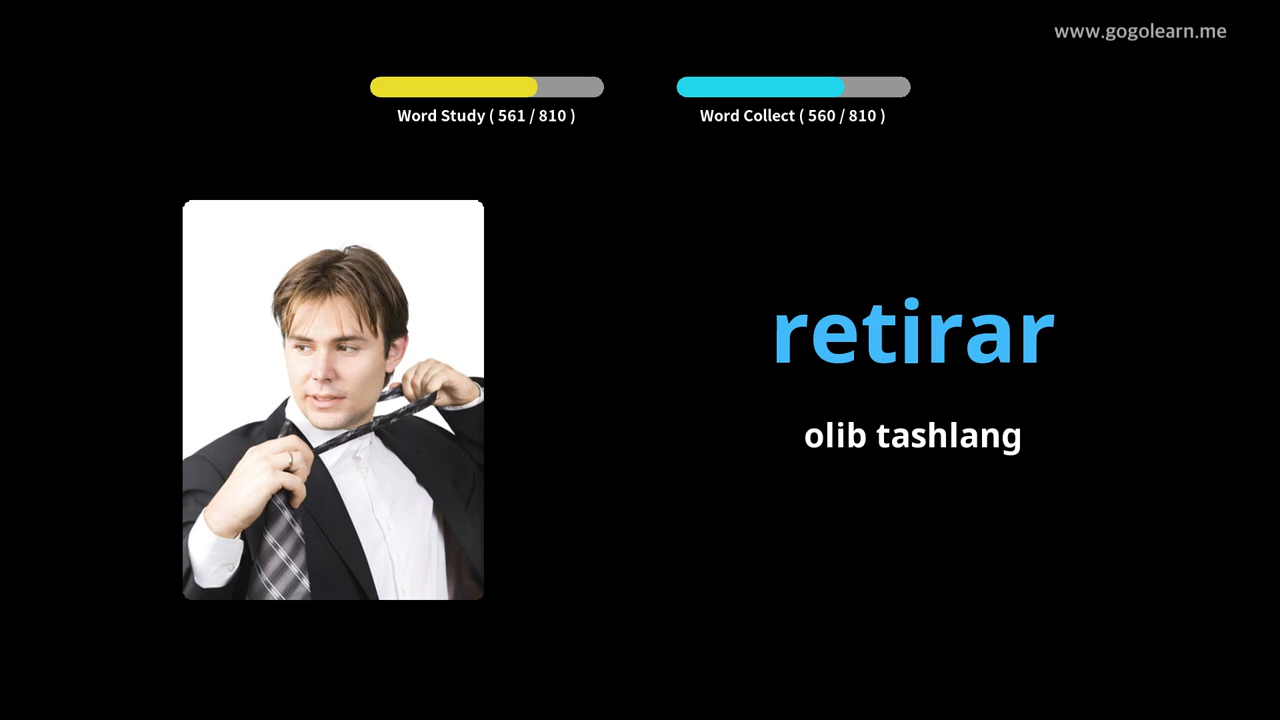 www.gogolearn.me
Word Study ( 561 / 810 )
Word Collect ( 560 / 810 )
retirar
olib tashlang